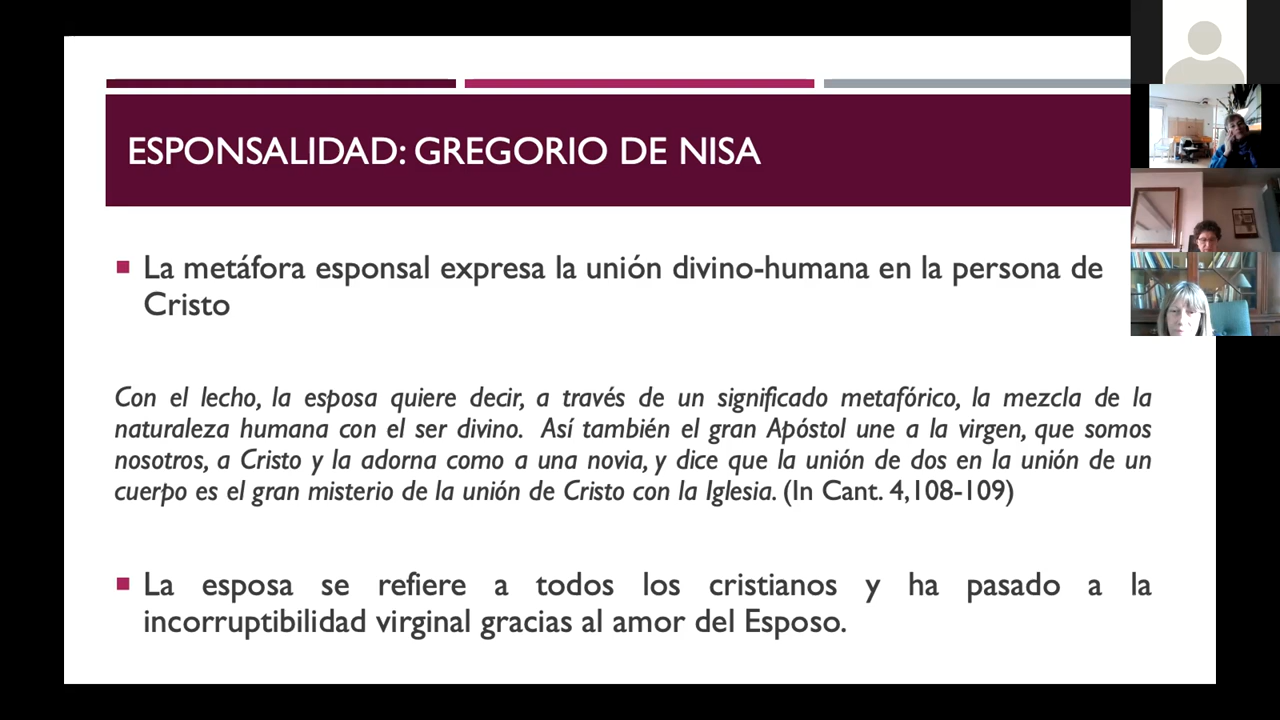 ESPONSALIDAD: GREGORIO DE NISA
La metáfora esponsal expresa la unión divino-humana en la persona de
Cristo
Con el lecho, la esposa quiere decir, a través de un significado metafórico, la mezcla de la
naturaleza humana con el ser divino. Así también el gran Apóstol une a la virgen, que somos
nosotros, a Cristo y la adorna como a una novia, y dice que la unión de dos en la unión de un
cuerpo es el gran misterio de la unión de Cristo con la Iglesia. (In Cant. 4,108-109)
La esposa se refiere a todos los cristianos y ha pasado a la
incorruptibilidad virginal gracias al amor del Esposo.